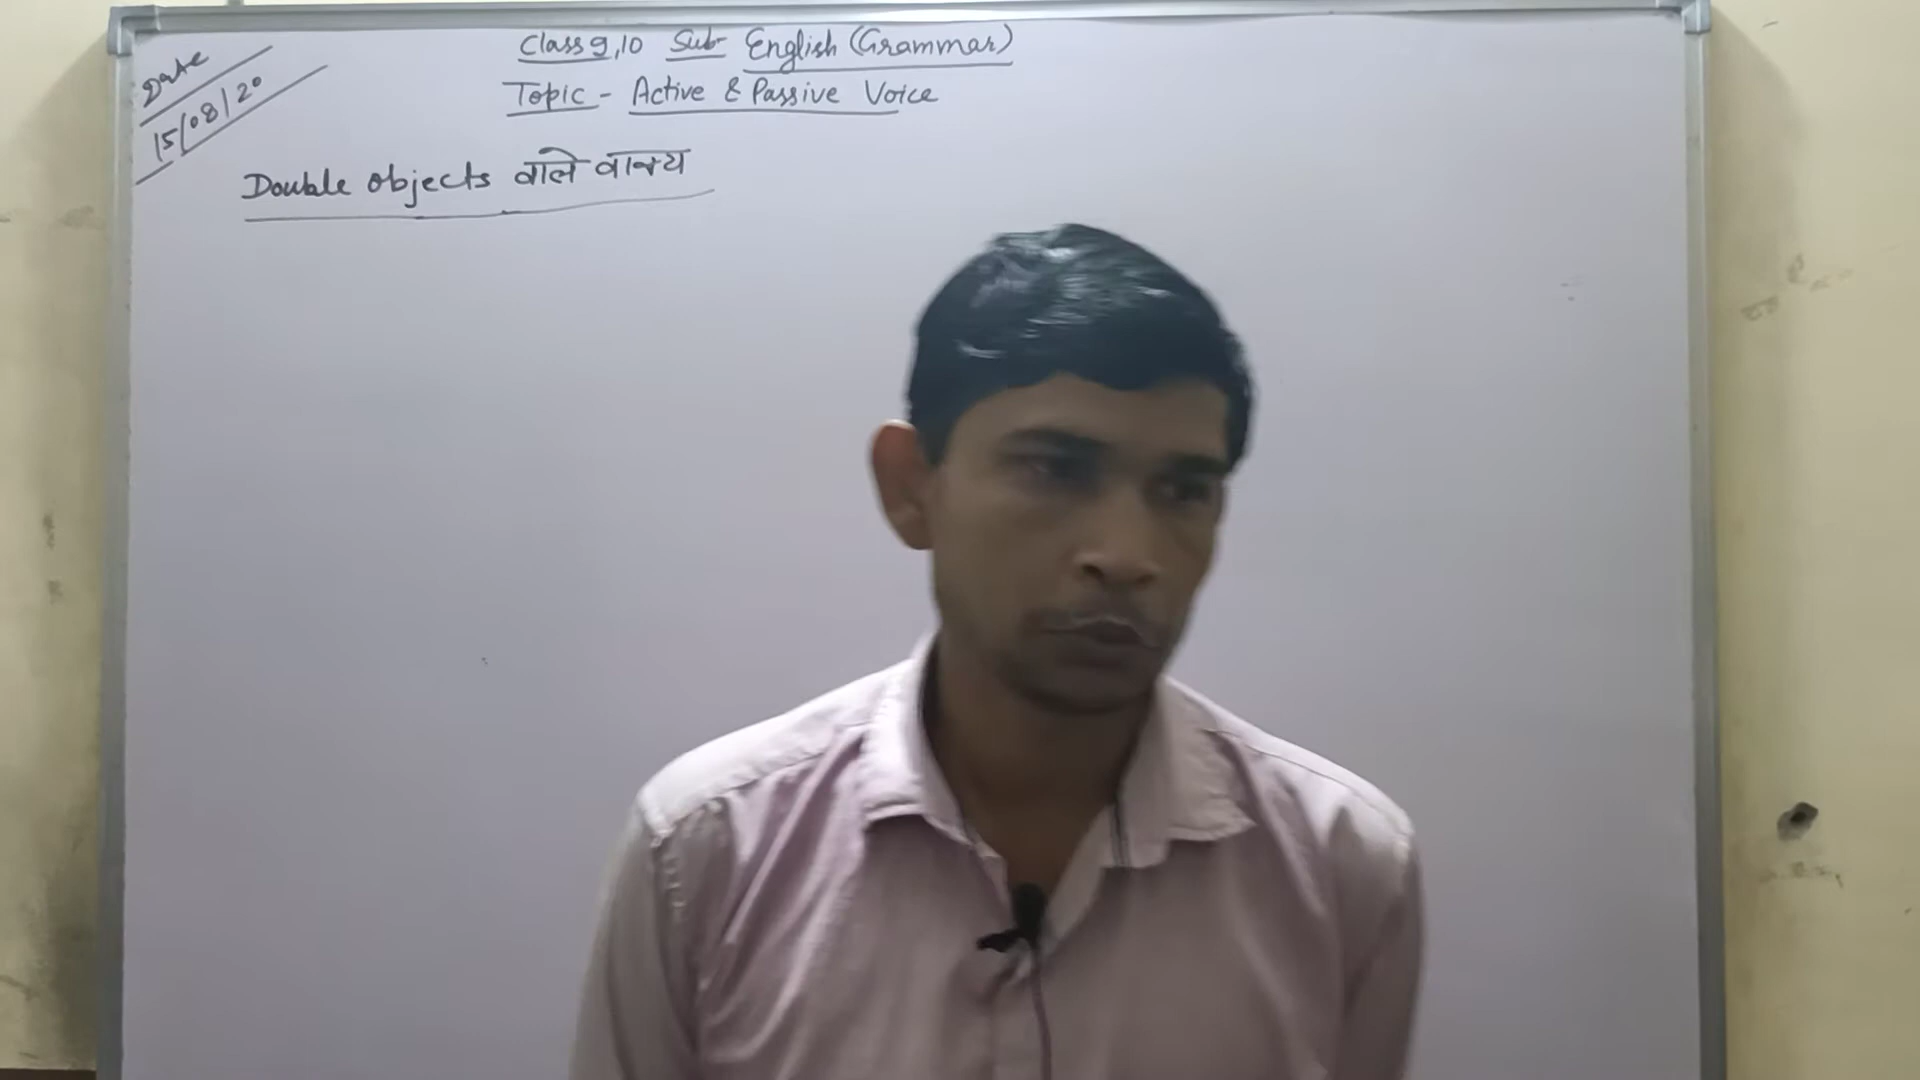 Date
15/08/20
Class 9,10 Sub- English (Grammar)
Topic - Active & Passive Voice
Double objects वाले वाक्य